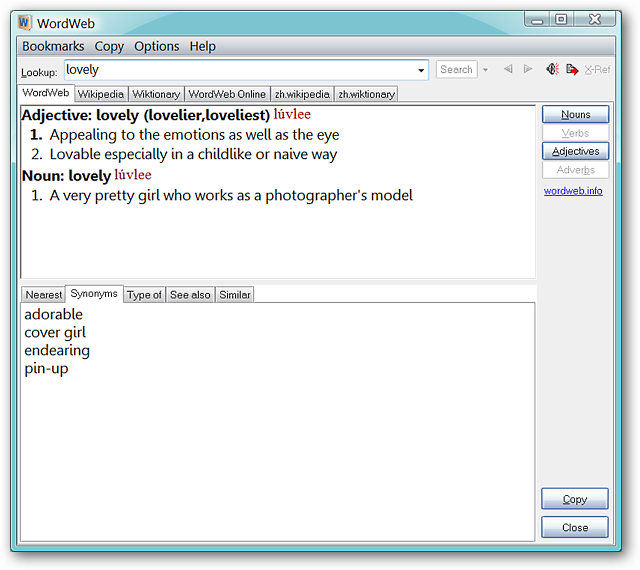 WordWeb
Bookmarks Copy Options Help
Lookup: lovely Search X-Ref
WordWeb Wikipedia Wiktionary WordWeb Online zh.wikipedia zh.wiktionary
Adjective: lovely (lovelier,loveliest) lúvlee
1. Appealing to the emotions as well as the eye
2. Lovable especially in a childlike or naive way
Noun: lovely lúvlee
1. A very pretty girl who works as a photographer's model
Nouns
Verbs
Adjectives
Adverbs
wordweb.info
Nearest Synonyms Type of See also Similar
adorable
cover girl
endearing
pin-up
Copy
Close